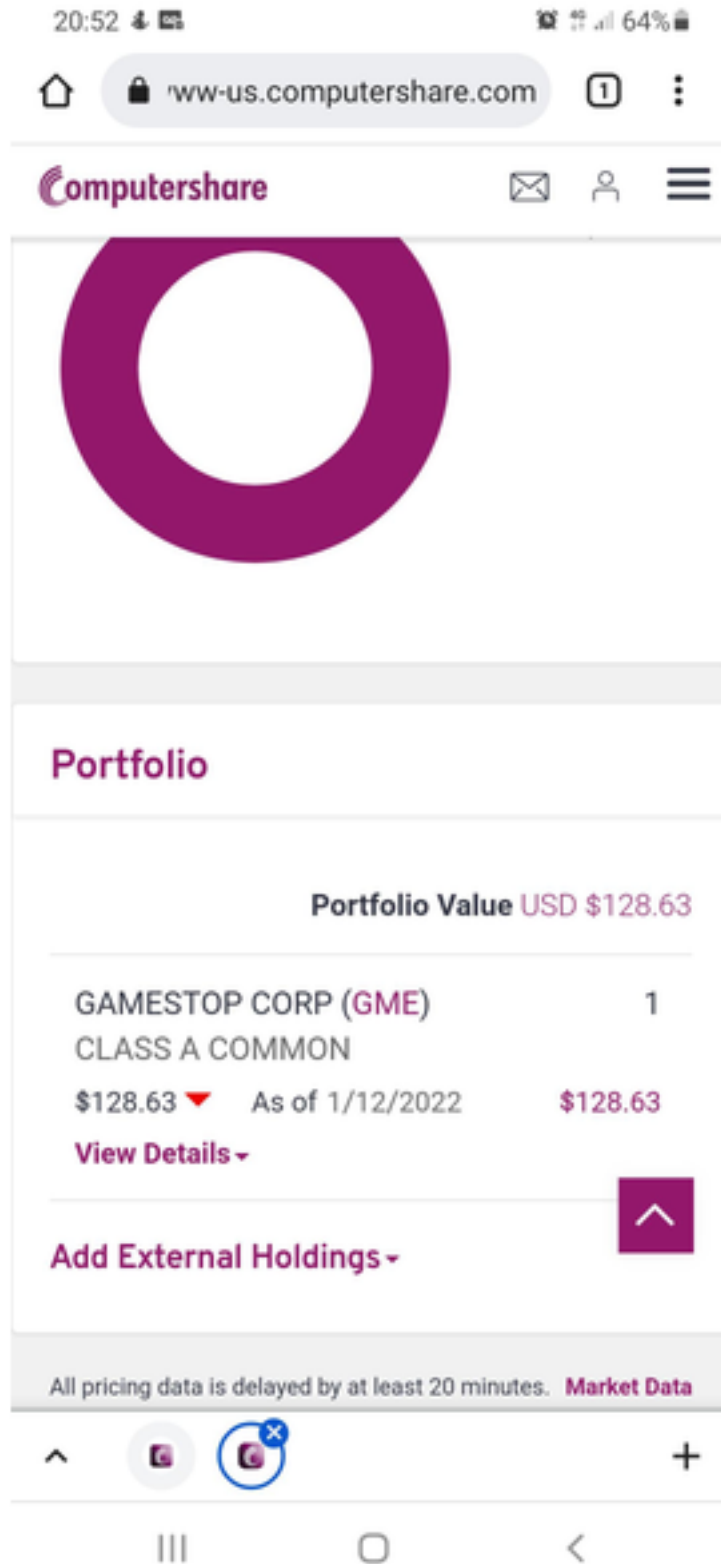 20:52 64%
ww-us.computershare.com 1
Computershare
Portfolio
Portfolio Value USD $128.63
GAMESTOP CORP (GME) 1
CLASS A COMMON
$128.63 As of 1/12/2022 $128.63
View Details
Add External Holdings
All pricing data is delayed by at least 20 minutes. Market Data